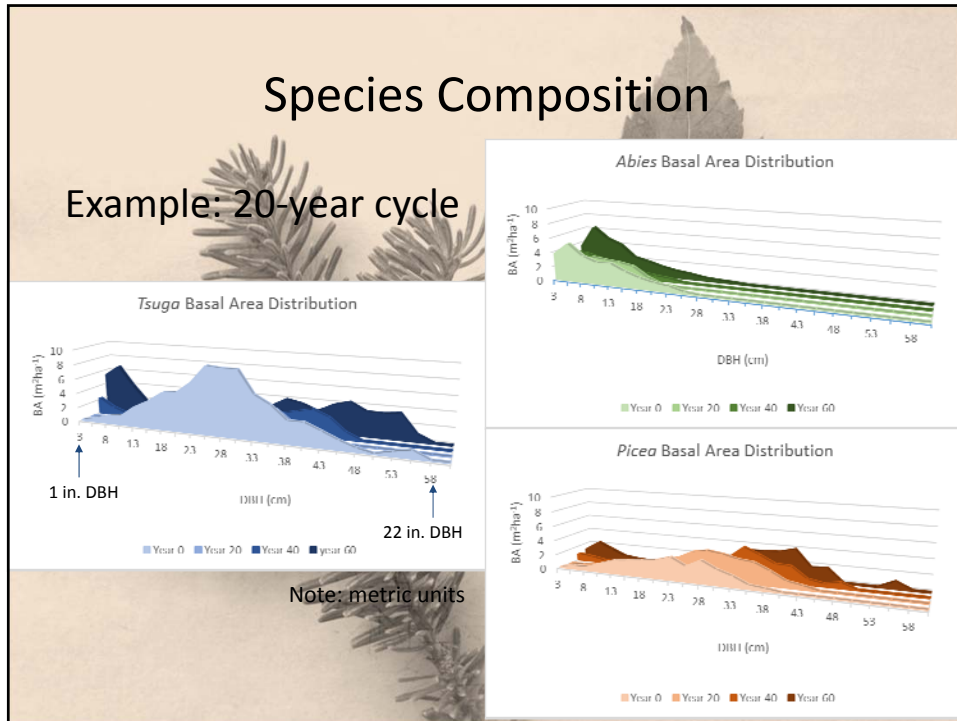 Species Composition
Example: 20-year cycle
Tsuga Basal Area Distribution
BA (m²ha⁻¹)
10
8
6
4
2
0
3 8 13 18 23 28 38 43 48 53 58
DBH (cm)
1 in. DBH
22 in. DBH
Year 0 Year 20 Year 40 year 60
Note: metric units
Abies Basal Area Distribution
BA (m²ha⁻¹)
10
8
6
4
2
0
3 8 13 18 23 28 38 43 48 53 58
DBH (cm)
Year 0 Year 20 Year 40 Year 60
Picea Basal Area Distribution
BA (m²ha⁻¹)
10
8
6
4
2
0
3 8 13 18 23 28 38 43 48 53 58
DBH (cm)
Year 0 Year 20 Year 40 Year 60